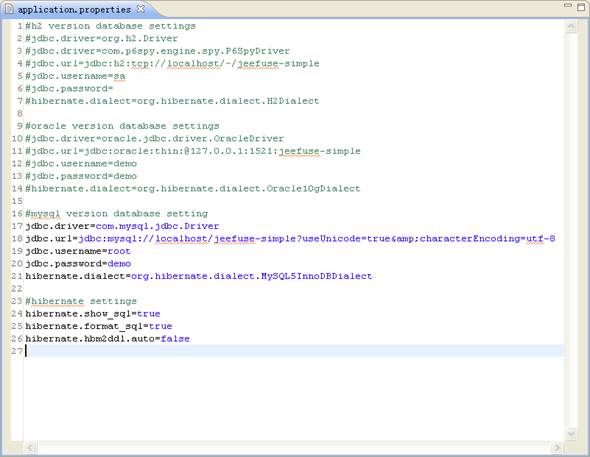 application.properties
1 #h2 version database settings
2 #jdbc.driver=org.h2.Driver
3 #jdbc.driver=com.p6spy.engine.spy.P6SpyDriver
4 #jdbc.url=jdbc:h2:tcp://localhost/~/jeefuse-simple
5 #jdbc.username=sa
6 #jdbc.password=
7 #hibernate.dialect=org.hibernate.dialect.H2Dialect
8
9 #oracle version database settings
10 #jdbc.driver=oracle.jdbc.driver.OracleDriver
11 #jdbc.url=jdbc:oracle:thin:@127.0.0.1:1521:jeefuse-simple
12 #jdbc.username=demo
13 #jdbc.password=demo
14 #hibernate.dialect=org.hibernate.dialect.Oracle10gDialect
15
16 #mysql version database setting
17 jdbc.driver=com.mysql.jdbc.Driver
18 jdbc.url=jdbc:mysql://localhost/jeefuse-simple?useUnicode=true&amp;characterEncoding=utf-8
19 jdbc.username=root
20 jdbc.password=demo
21 hibernate.dialect=org.hibernate.dialect.MySQL5InnoDBDialect
22
23 #hibernate settings
24 hibernate.show_sql=true
25 hibernate.format_sql=true
26 hibernate.hbm2ddl.auto=false
27